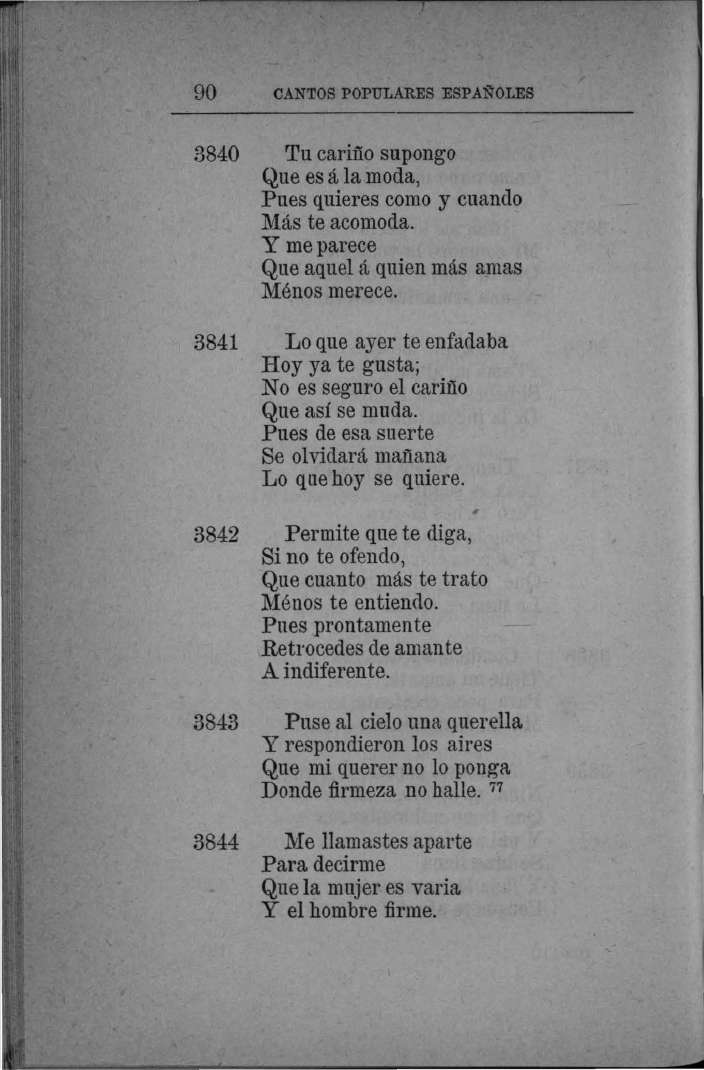 90 CANTOS POPULARES ESPAÑOLES
3840 Tu cariño supongo
Que es á la moda,
Pues quieres como y cuando
Más te acomoda.
Y me parece
Que aquel á quien más amas
Ménos merece.
3841 Lo que ayer te enfadaba
Hoy ya te gusta;
No es seguro el cariño
Que así se muda.
Pues de esa suerte
Se olvidará mañana
Lo que hoy se quiere.
3842 Permite que te diga,
Si no te ofendo,
Que cuanto más te trato
Ménos te entiendo.
Pues prontamente
Retrocedes de amante
A indiferente.
3843 Puse al cielo una querella
Y respondieron los aires
Que mi querer no lo ponga
Donde firmeza no halle. 77
3844 Me llamastes aparte
Para decirme
Que la mujer es varia
Y el hombre firme.